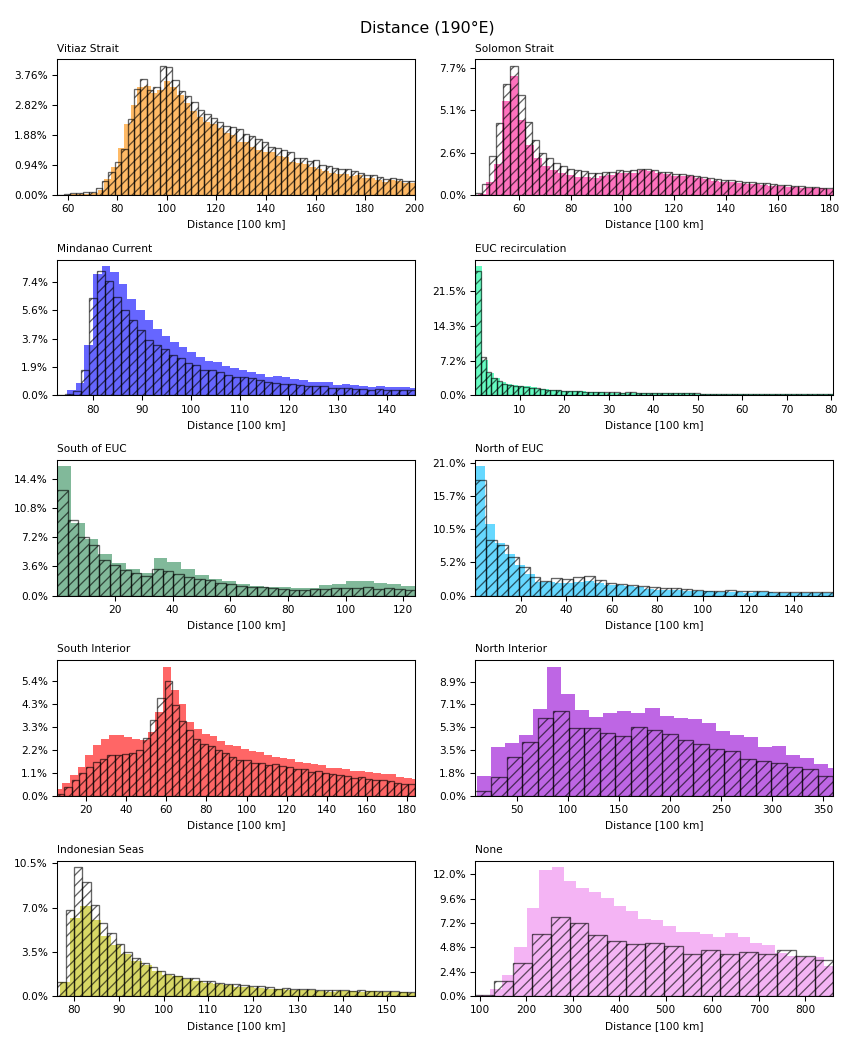 Distance (190°E)
Vitiaz Strait
3.76%
2.82%
1.88%
0.94%
0.00%
60 80 100 120 140 160 180 200
Distance [100 km]
Solomon Strait
7.7%
5.1%
2.6%
0.0%
60 80 100 120 140 160 180
Distance [100 km]
Mindanao Current
7.4%
5.6%
3.7%
1.9%
0.0%
80 90 100 110 120 130 140
Distance [100 km]
EUC recirculation
21.5%
14.3%
7.2%
0.0%
10 20 30 40 50 60 70 80
Distance [100 km]
South of EUC
14.4%
10.8%
7.2%
3.6%
0.0%
20 40 60 80 100 120
Distance [100 km]
North of EUC
21.0%
15.7%
10.5%
5.2%
0.0%
20 40 60 80 100 120 140
Distance [100 km]
South Interior
5.4%
4.3%
3.3%
2.2%
1.1%
0.0%
20 40 60 80 100 120 140 160 180
Distance [100 km]
North Interior
8.9%
7.1%
5.3%
3.5%
1.8%
0.0%
50 100 150 200 250 300 350
Distance [100 km]
Indonesian Seas
10.5%
7.0%
3.5%
0.0%
80 90 100 110 120 130 140 150
Distance [100 km]
None
12.0%
9.6%
7.2%
4.8%
2.4%
0.0%
100 200 300 400 500 600 700 800
Distance [100 km]